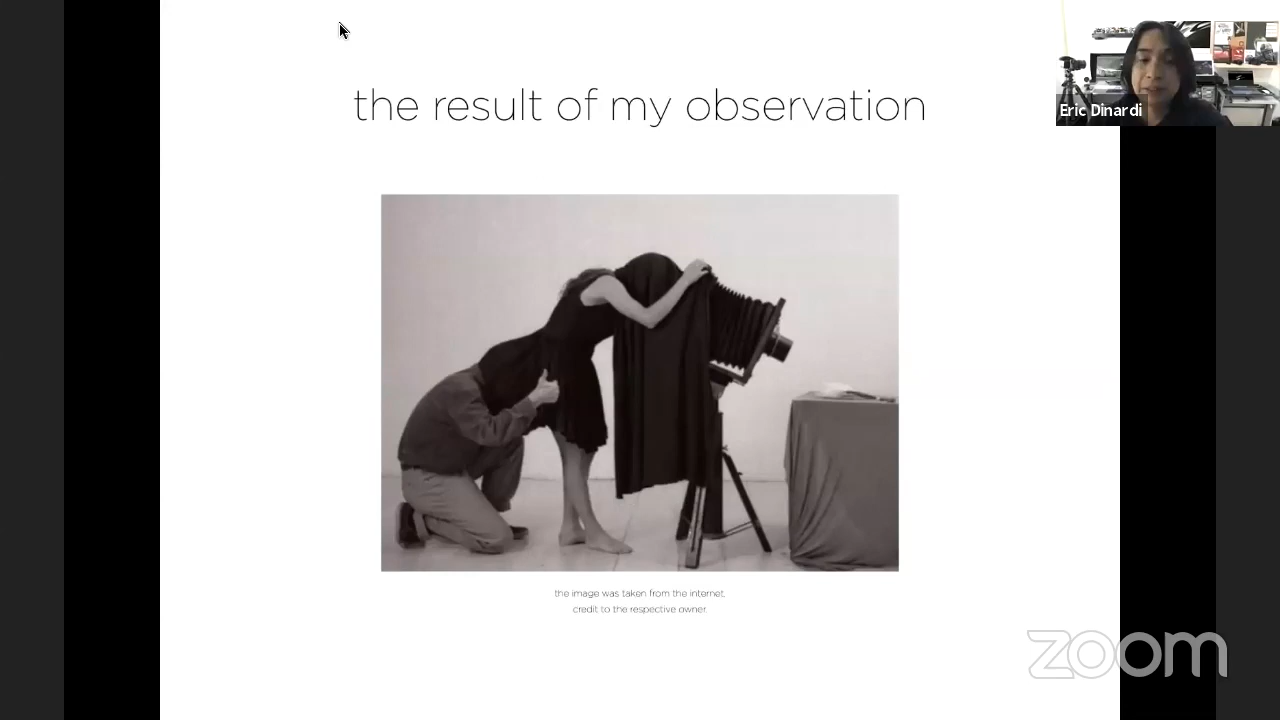 the result of my observation
Eric Dinardi
the image was taken from the internet.
credit to the respective owner.
zoom